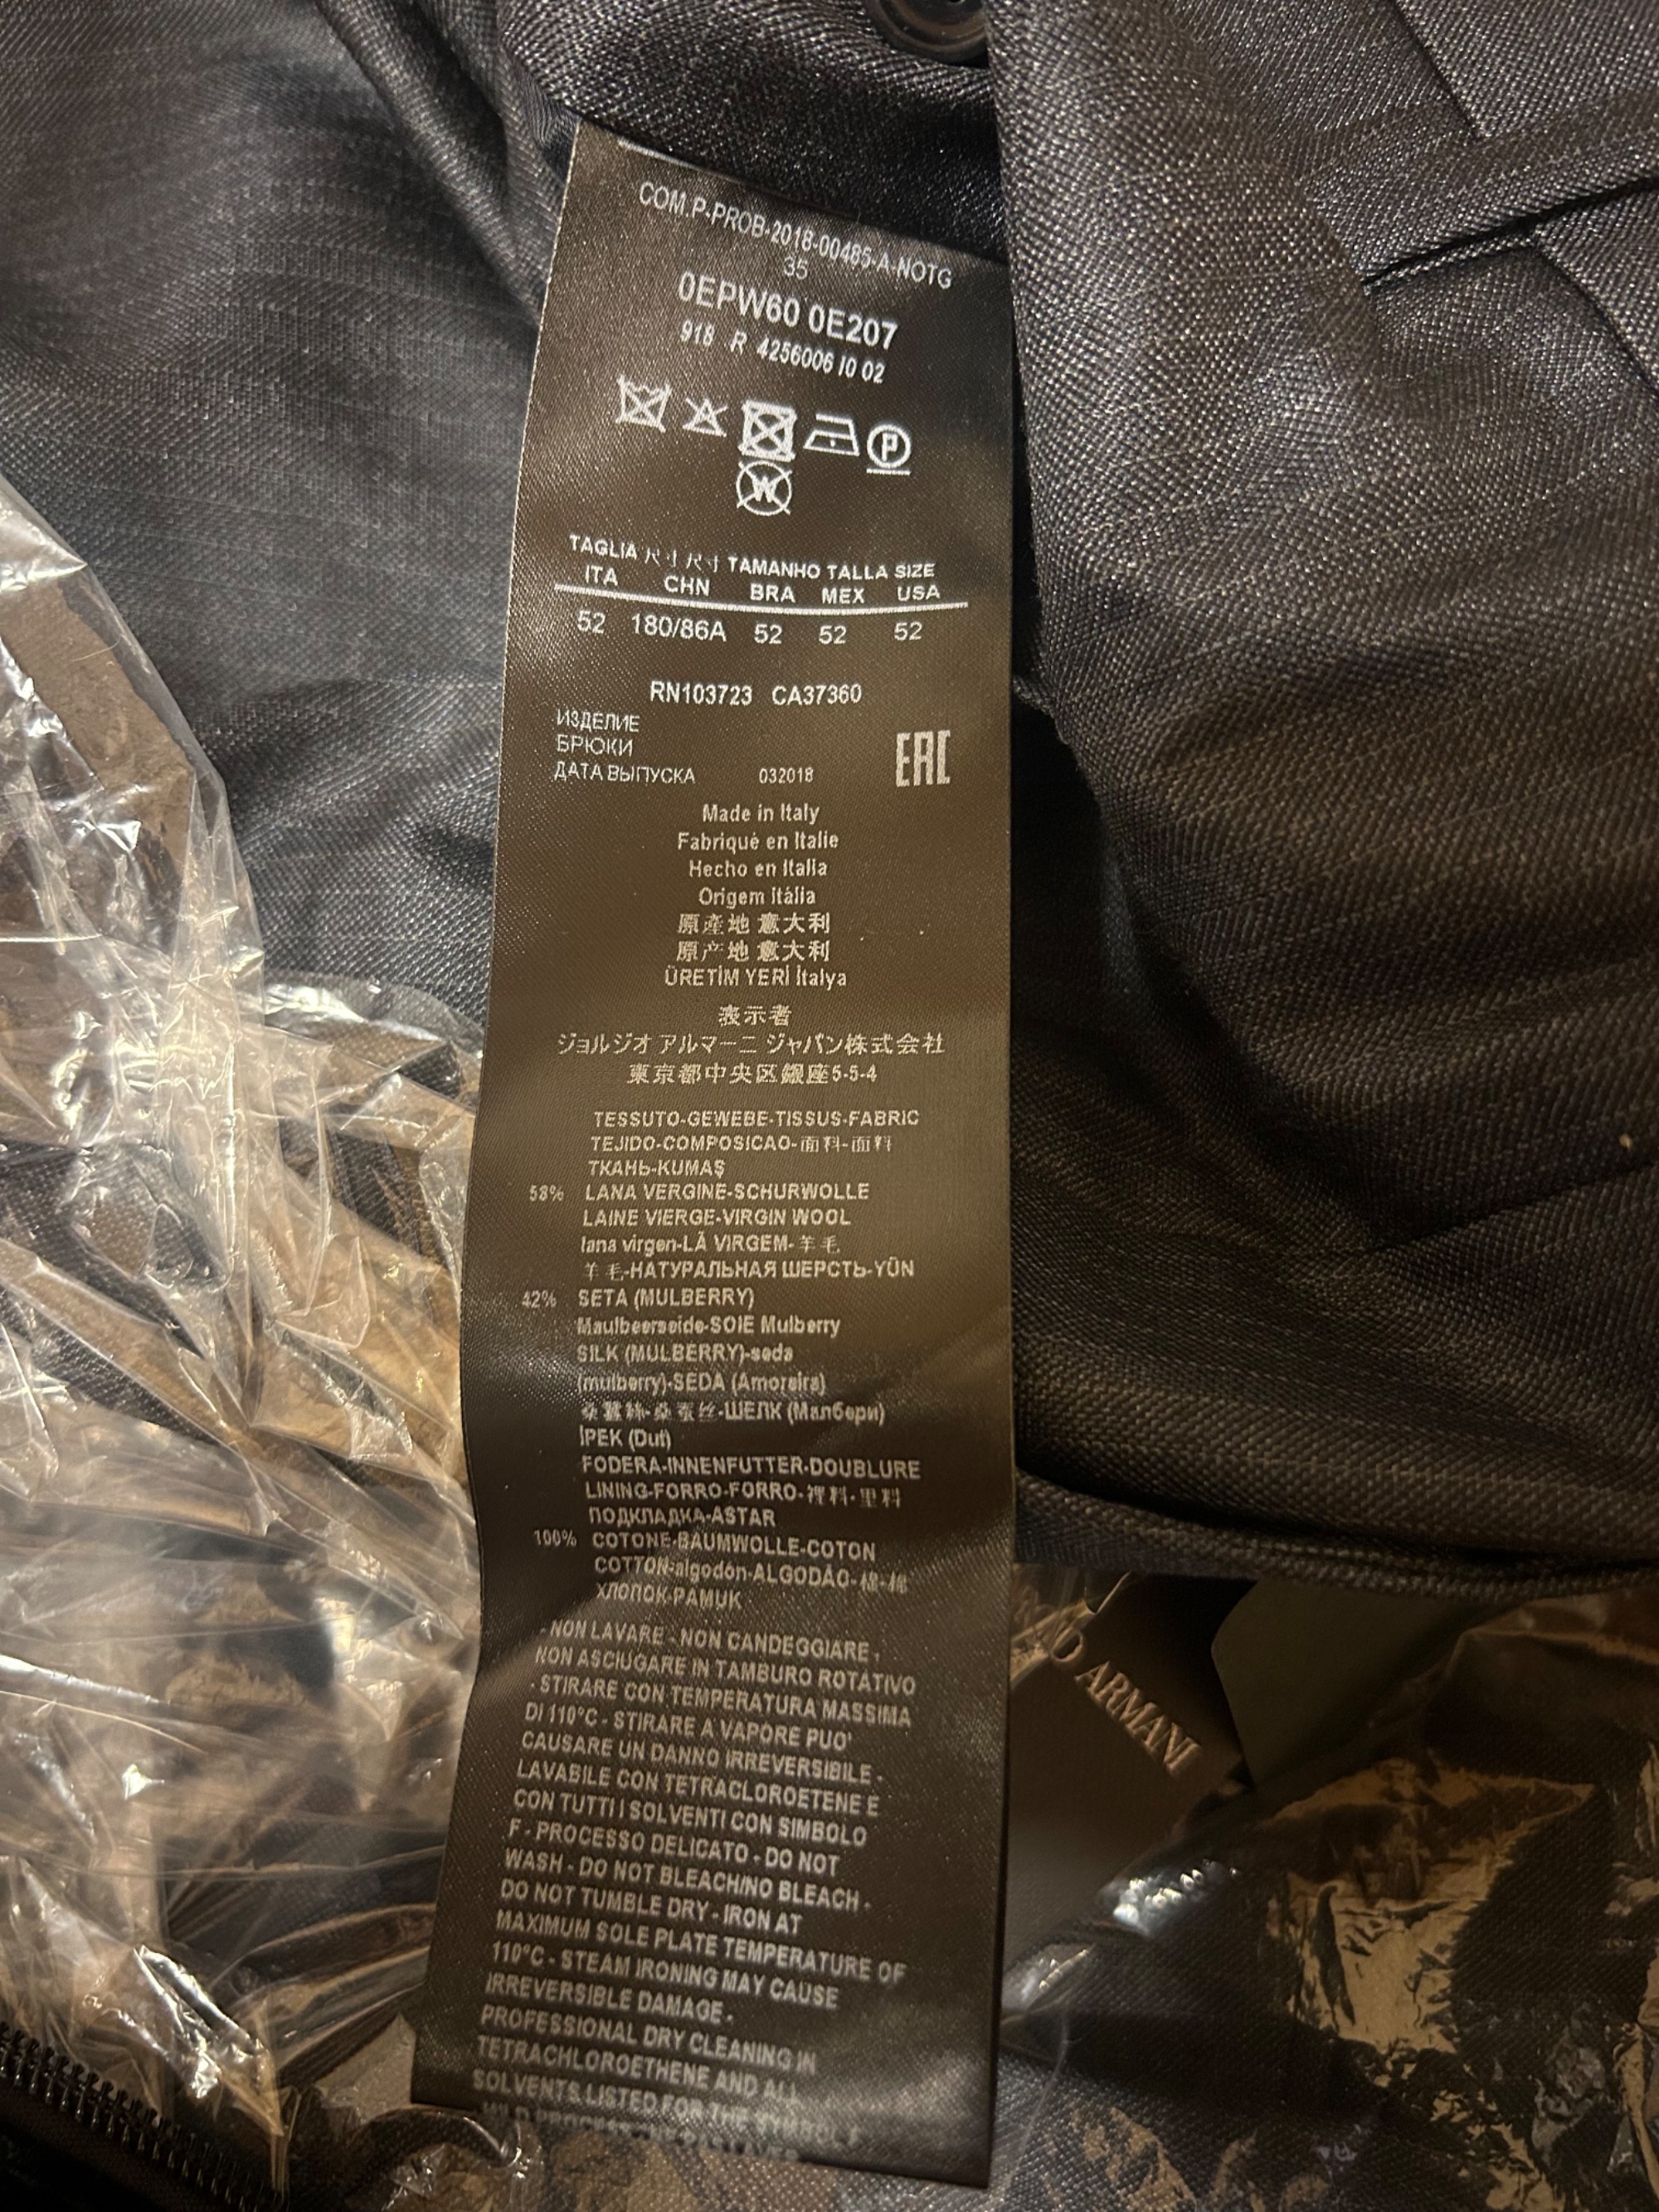 COM.P-PROB-2018-00485-A-NOTG
35
0EPW60 0E207
918 R 4256006 I0 02
P
W
TAGLIA 尺寸 尺寸 TAMANHO TALLA SIZE
ITA CHN BRA MEX USA
52 180/86A 52 52 52
RN103723 CA37360
ИЗДЕЛИЕ
БРЮКИ
ДАТА ВЫПУСКА 032018 EAC
Made in Italy
Fabriqué en Italie
Hecho en Italia
Origem Itália
原產地 意大利
原产地 意大利
ÜRETİM YERİ İtalya
表示者
ジョルジオ アルマーニ ジャパン株式会社
東京都中央区銀座5-5-4
TESSUTO-GEWEBE-TISSUS-FABRIC
TEJIDO-COMPOSICAO-面料-面料
ТКАНЬ-KUMAŞ
58% LANA VERGINE-SCHURWOLLE
LAINE VIERGE-VIRGIN WOOL
lana virgen-LÃ VIRGEM-羊毛
羊毛-НАТУРАЛЬНАЯ ШЕРСТЬ-YÜN
42% SETA (MULBERRY)
Maulbeerseide-SOIE Mulberry
SILK (MULBERRY)-seda
(mulberry)-SEDA (Amoreira)
桑蠶絲-桑蚕丝-ШЕЛК (Малбери)
İPEK (Dut)
FODERA-INNENFUTTER-DOUBLURE
LINING-FORRO-FORRO-裡料-里料
ПОДКЛАДКА-ASTAR
100% COTONE-BAUMWOLLE-COTON
COTTON-algodón-ALGODÃO-棉-棉
ХЛОПОК-PAMUK
- NON LAVARE - NON CANDEGGIARE -
NON ASCIUGARE IN TAMBURO ROTATIVO
- STIRARE CON TEMPERATURA MASSIMA
DI 110°C - STIRARE A VAPORE PUO'
CAUSARE UN DANNO IRREVERSIBILE -
LAVABILE CON TETRACLOROETENE E
CON TUTTI I SOLVENTI CON SIMBOLO
F - PROCESSO DELICATO - DO NOT
WASH - DO NOT BLEACH/NO BLEACH -
DO NOT TUMBLE DRY - IRON AT
MAXIMUM SOLE PLATE TEMPERATURE OF
110°C - STEAM IRONING MAY CAUSE
IRREVERSIBLE DAMAGE -
PROFESSIONAL DRY CLEANING IN
TETRACHLOROETHENE AND ALL
SOLVENTS LISTED FOR THE SYMBOL F
ARMANI